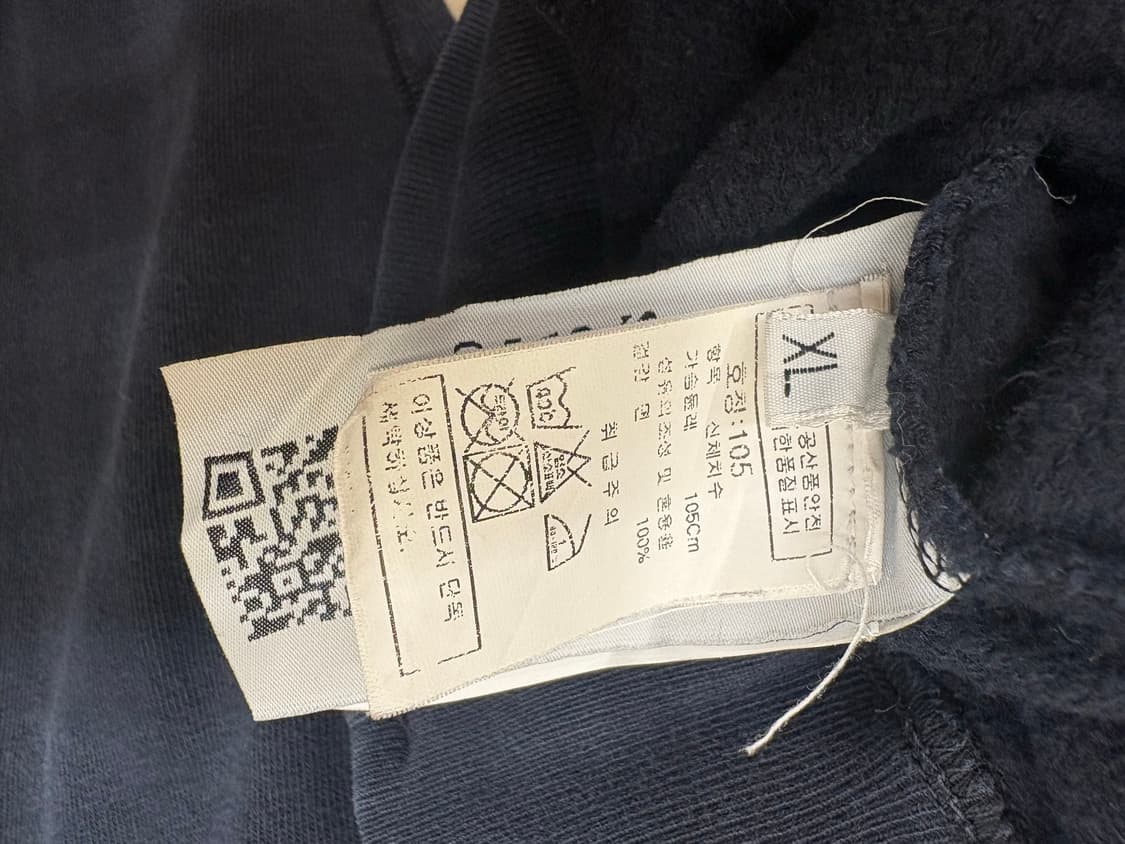 XL
공산품안전
한품질표시
호칭:105
항목 신체치수
가슴둘레 105Cm
섬유의조성 및 혼용율
면 100%
취급주의
이상품은 반드시 단독
세탁하십시오.